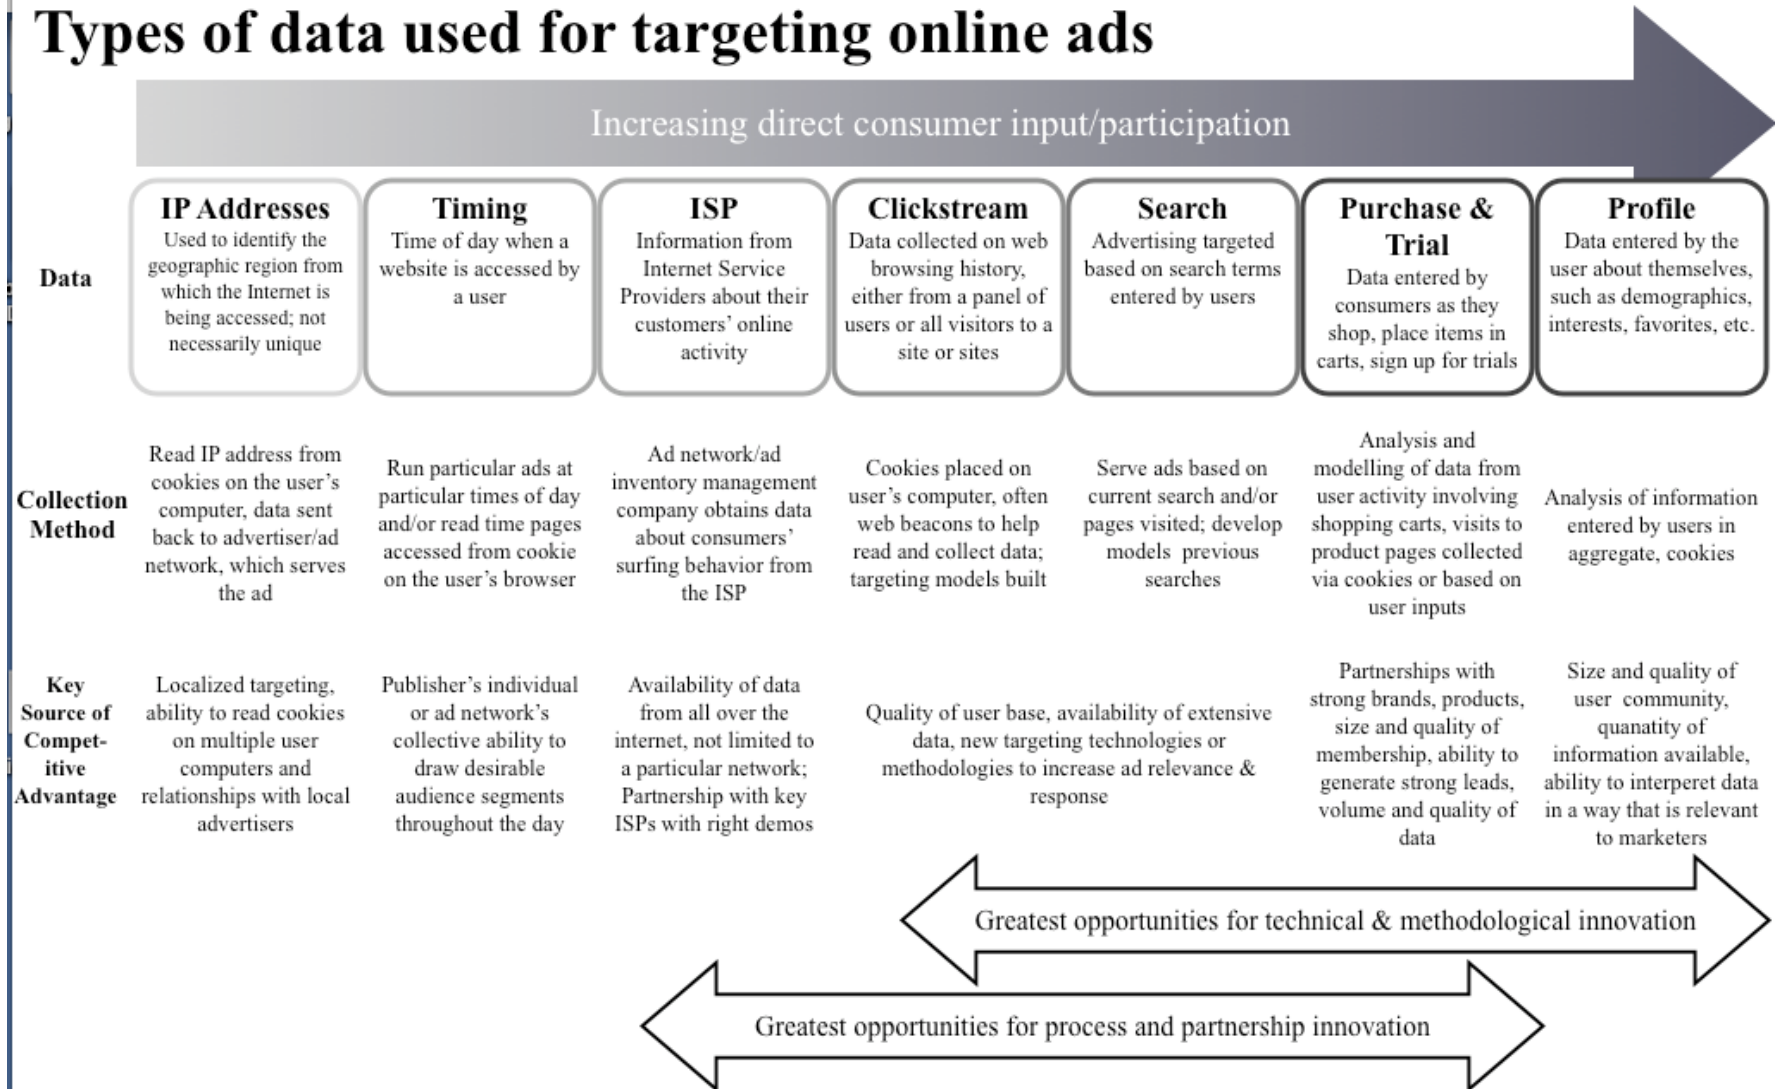 Types of data used for targeting online ads
Increasing direct consumer input/participation
Data
IP Addresses
Used to identify the
geographic region from
which the Internet is
being accessed; not
necessarily unique
Timing
Time of day when a
website is accessed by
a user
ISP
Information from
Internet Service
Providers about their
customers’ online
activity
Clickstream
Data collected on web
browsing history,
either from a panel of
users or all visitors to a
site or sites
Search
Advertising targeted
based on search terms
entered by users
Purchase &
Trial
Data entered by
consumers as they
shop, place items in
carts, sign up for trials
Profile
Data entered by the
user about themselves,
such as demographics,
interests, favorites, etc.
Collection
Method
Read IP address from
cookies on the user’s
computer, data sent
back to advertiser/ad
network, which serves
the ad
Run particular ads at
particular times of day
and/or read time pages
accessed from cookie
on the user’s browser
Ad network/ad
inventory management
company obtains data
about consumers’
surfing behavior from
the ISP
Cookies placed on
user’s computer, often
web beacons to help
read and collect data;
targeting models built
Serve ads based on
current search and/or
pages visited; develop
models previous
searches
Analysis and
modelling of data from
user activity involving
shopping carts, visits to
product pages collected
via cookies or based on
user inputs
Analysis of information
entered by users in
aggregate, cookies
Key
Source of
Compet-
itive
Advantage
Localized targeting,
ability to read cookies
on multiple user
computers and
relationships with local
advertisers
Publisher’s individual
or ad network’s
collective ability to
draw desirable
audience segments
throughout the day
Availability of data
from all over the
internet, not limited to
a particular network;
Partnership with key
ISPs with right demos
Quality of user base, availability of extensive
data, new targeting technologies or
methodologies to increase ad relevance &
response
Partnerships with
strong brands, products,
size and quality of
membership, ability to
generate strong leads,
volume and quality of
data
Size and quality of
user community,
quanatity of
information available,
ability to interperet data
in a way that is relevant
to marketers
Greatest opportunities for technical & methodological innovation
Greatest opportunities for process and partnership innovation